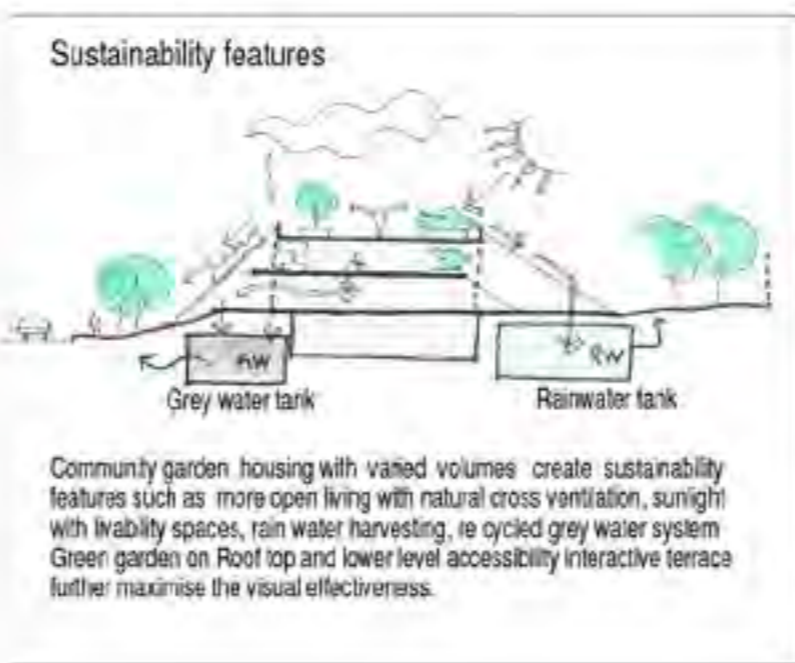 Sustainability features
GW
RW
Grey water tank
Rainwater tank
Community garden housing with varied volumes create sustainability
features such as more open living with natural cross ventilation, sunlight
with livability spaces, rain water harvesting, re cycled grey water system
Green garden on Roof top and lower level accessibility interactive terrace
further maximise the visual effectiveness.